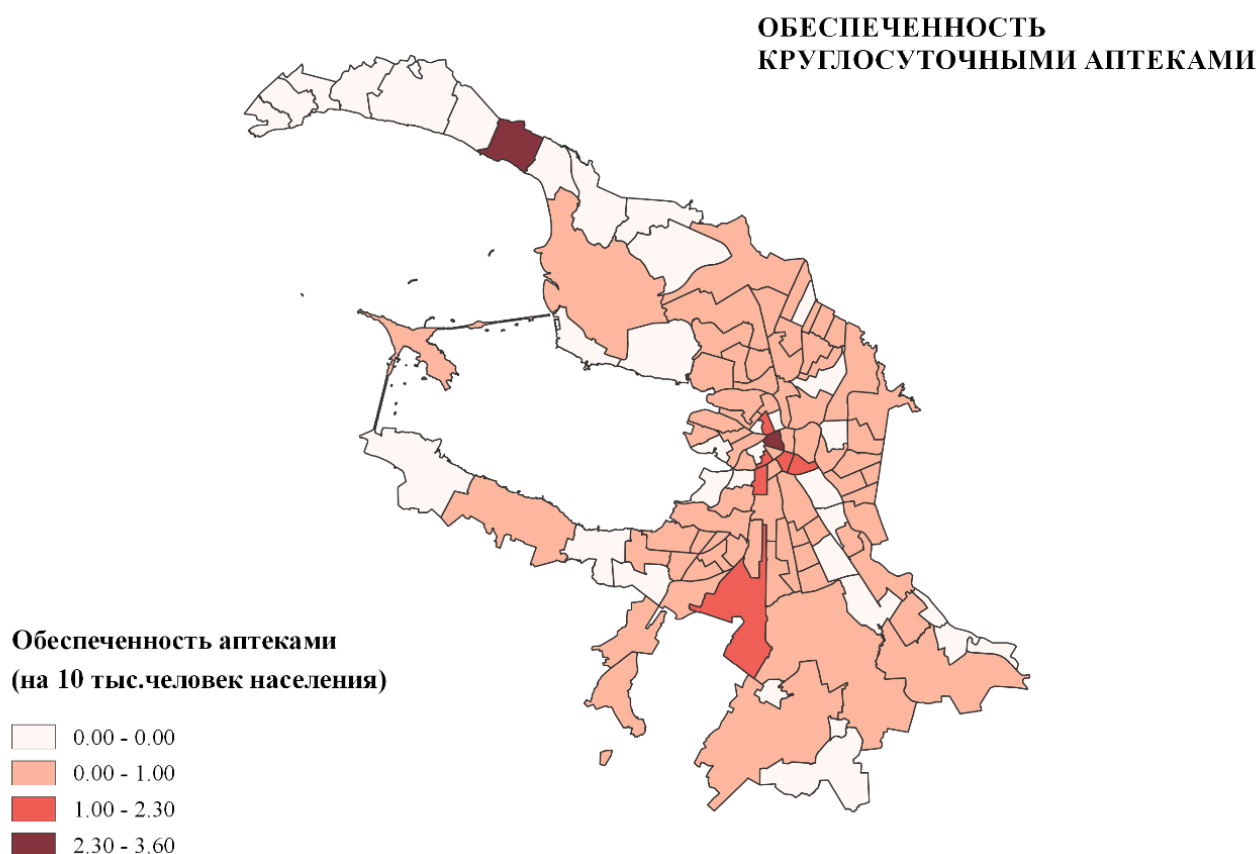 ОБЕСПЕЧЕННОСТЬ
КРУГЛОСУТОЧНЫМИ АПТЕКАМИ
Обеспеченность аптеками
(на 10 тыс.человек населения)
0.00 - 0.00
0.00 - 1.00
1.00 - 2.30
2.30 - 3.60